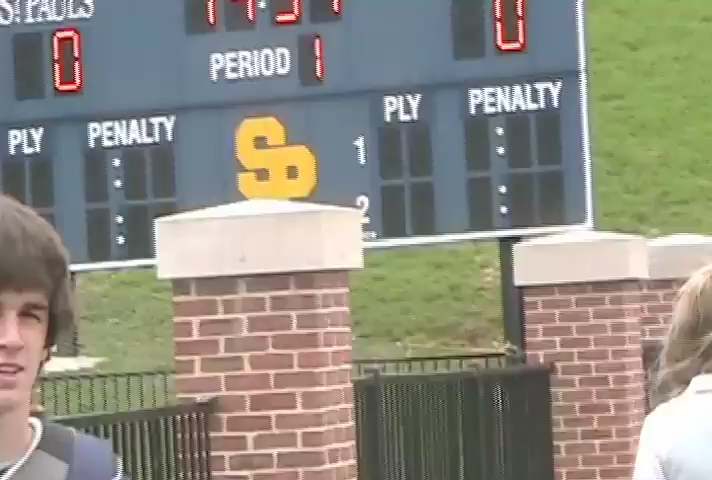 ST. PAULS
0
PERIOD 1
0
PLY PENALTY
PLY PENALTY
SP
1
2